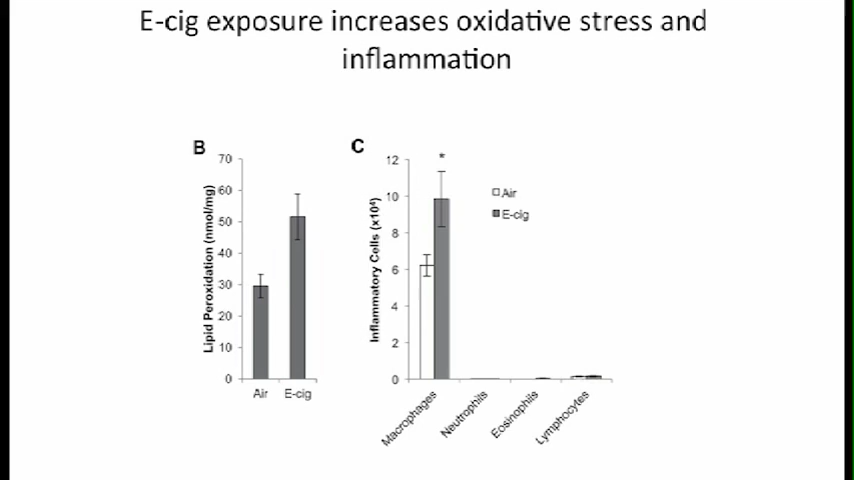 E-cig exposure increases oxidative stress and
inflammation
B
Lipid Peroxidation (nmol/mg)
70
60
50
40
30
20
10
0
Air
E-cig
C
Inflammatory Cells (x10⁴)
12
10
8
6
4
2
0
*
Air
E-cig
Macrophages
Neutrophils
Eosinophils
Lymphocytes